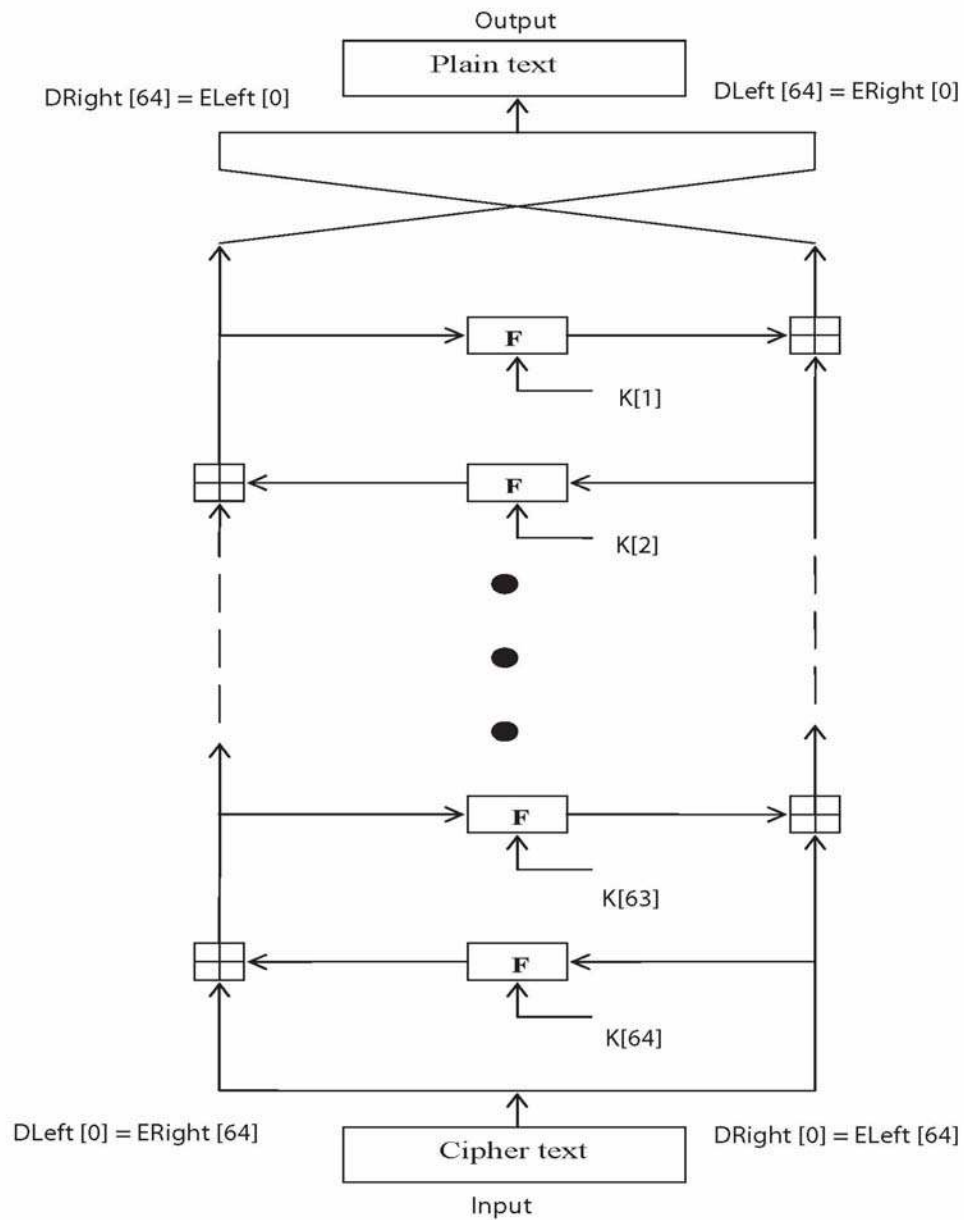 Output
Plain text
DRight [64] = ELeft [0]
DLeft [64] = ERight [0]
F
K[1]
F
K[2]
F
K[63]
F
K[64]
DLeft [0] = ERight [64]
DRight [0] = ELeft [64]
Cipher text
Input